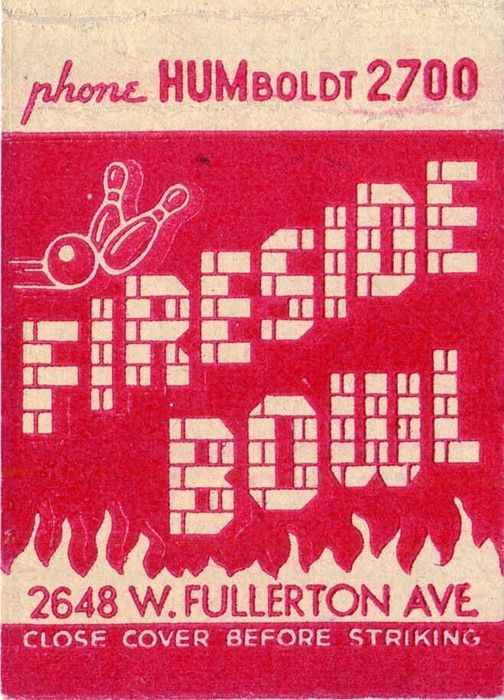 phone HUMBOLDT 2700
FIRESIDE
BOWL
2648 W. FULLERTON AVE.
CLOSE COVER BEFORE STRIKING